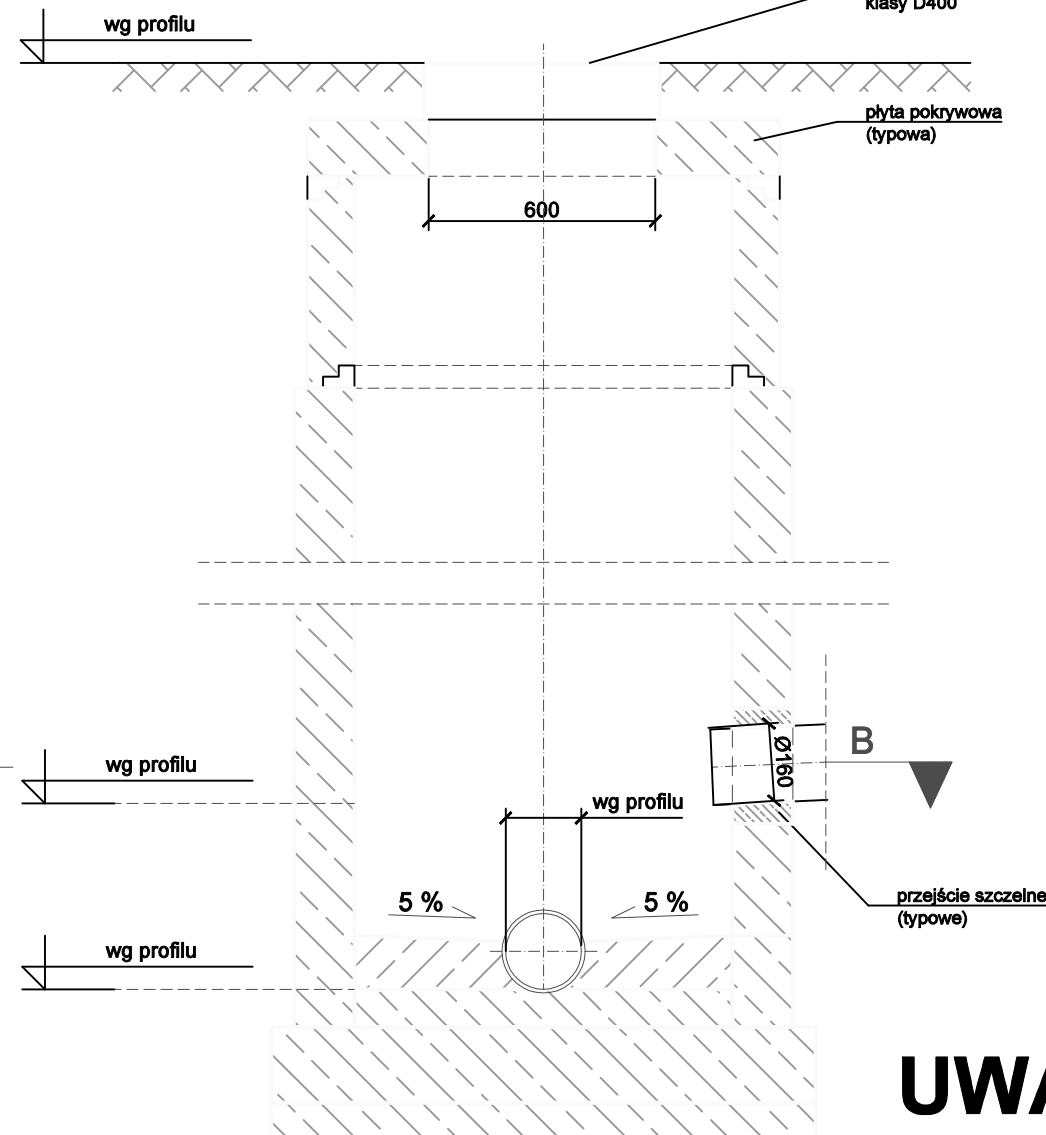 klasy D400
wg profilu
płyta pokrywowa
(typowa)
600
wg profilu
B
Ø160
wg profilu
5 %
5 %
przejście szczelne
(typowe)
wg profilu
UWA